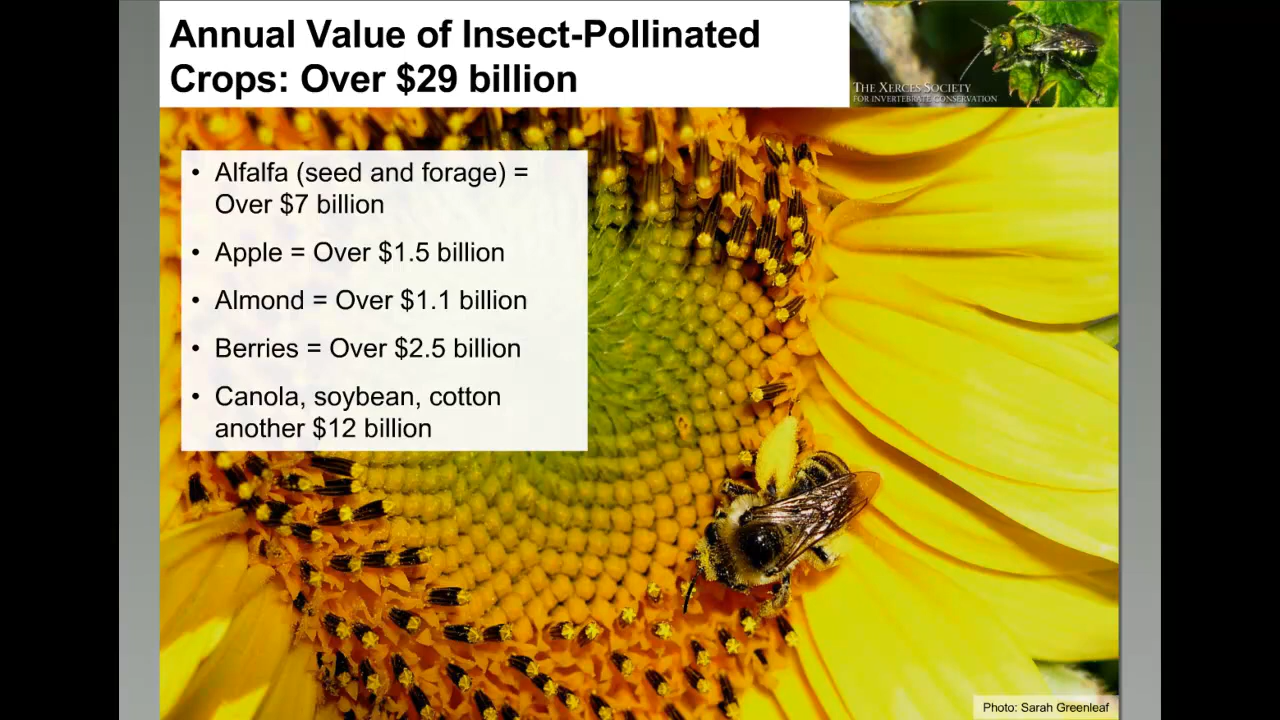 Annual Value of Insect-Pollinated
Crops: Over $29 billion
THE XERCES SOCIETY
FOR INVERTEBRATE CONSERVATION
• Alfalfa (seed and forage) =
Over $7 billion
• Apple = Over $1.5 billion
• Almond = Over $1.1 billion
• Berries = Over $2.5 billion
• Canola, soybean, cotton
another $12 billion
Photo: Sarah Greenleaf